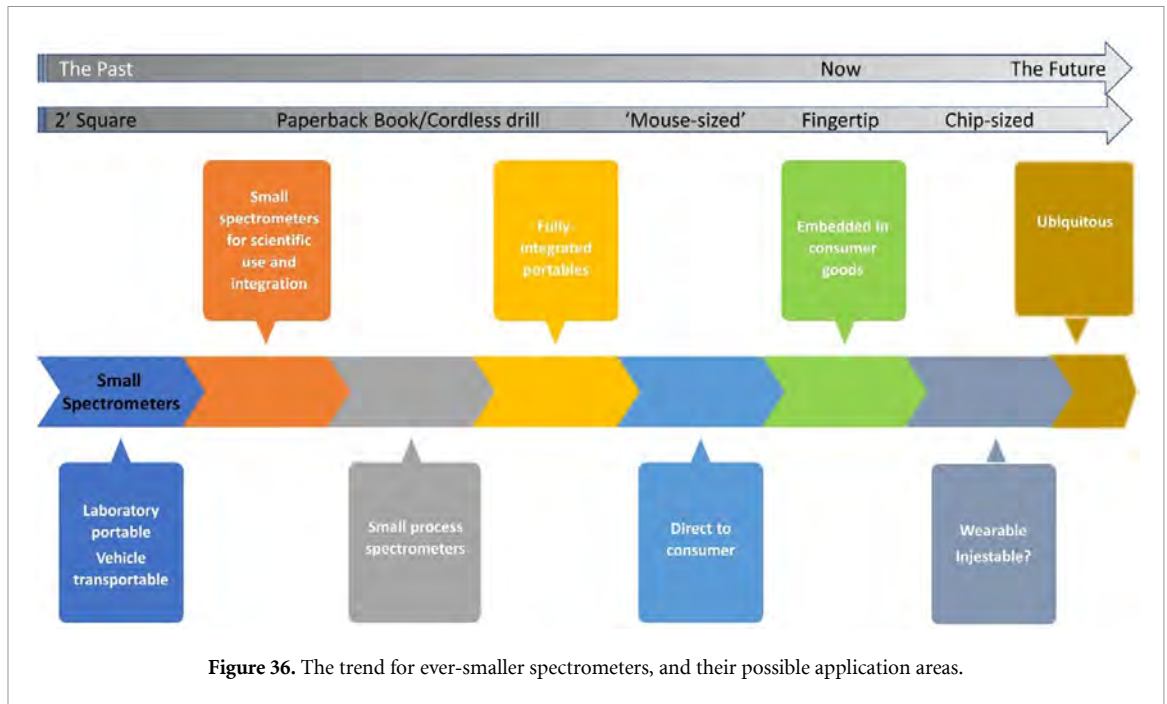 The Past Now The Future
2' Square Paperback Book/Cordless drill 'Mouse-sized' Fingertip Chip-sized
Small
spectrometers
for scientific
use and
integration
Fully-
integrated
portables
Embedded in
consumer
goods
Ubiquitous
Small
Spectrometers
Laboratory
portable
Vehicle
transportable
Small process
spectrometers
Direct to
consumer
Wearable
Injestable?
Figure 36. The trend for ever-smaller spectrometers, and their possible application areas.